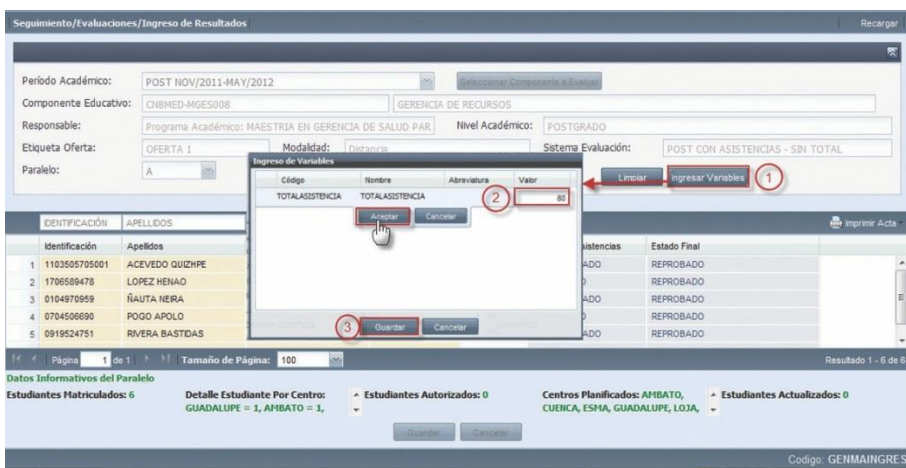 Seguimiento/Evaluaciones/Ingreso de Resultados Recargar
Período Académico: POST NOV/2011-MAY/2012 Seleccionar Componente a Evaluar
Componente Educativo: CNBMED-MGES008 GERENCIA DE RECURSOS
Responsable: Programa Académico: MAESTRIA EN GERENCIA DE SALUD PAR Nivel Académico: POSTGRADO
Etiqueta Oferta: OFERTA 1 Modalidad: Distancia Sistema Evaluación: POST CON ASISTENCIAS - SIN TOTAL
Paralelo: A Limpiar Ingresar Variables 1
Ingreso de Variables
Código Nombre Abreviatura Valor
TOTALASISTENCIA TOTALASISTENCIA 2 80
Aceptar Cancelar
3 Guardar Cancelar
IDENTIFICACIÓN APELLIDOS Imprimir Acta
Identificación Apellidos sistencias Estado Final
1 1103505705001 ACEVEDO QUIZHPE ADO REPROBADO
2 1706589478 LOPEZ HENAO REPROBADO
3 0104970959 ÑAUTA NEIRA ADO REPROBADO
4 0704506690 POGO APOLO REPROBADO
5 0919524751 RIVERA BASTIDAS ADO REPROBADO
Página 1 de 1 Tamaño de Página: 100 Resultado 1 - 6 de 6
Datos Informativos del Paralelo
Estudiantes Matriculados: 6 Detalle Estudiante Por Centro: Estudiantes Autorizados: 0 Centros Planificados: AMBATO, Estudiantes Actualizados: 0
GUADALUPE = 1, AMBATO = 1, CUENCA, ESMA, GUADALUPE, LOJA,
Guardar Cancelar
Codigo: GENMAINGRES